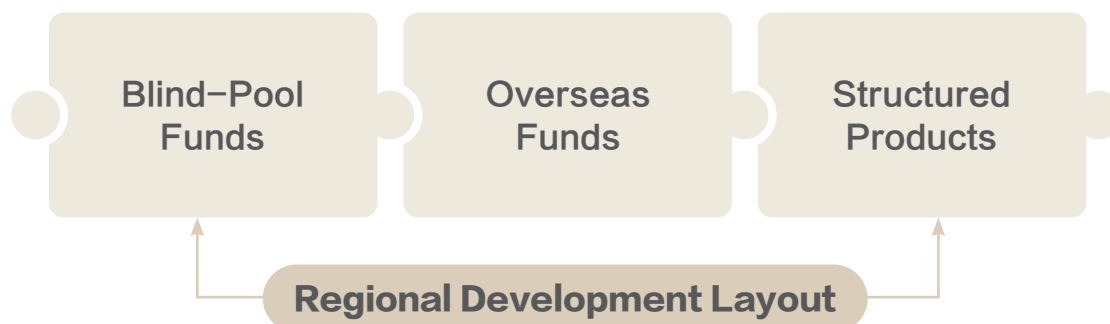 Blind-Pool
Funds
Overseas
Funds
Structured
Products
Regional Development Layout